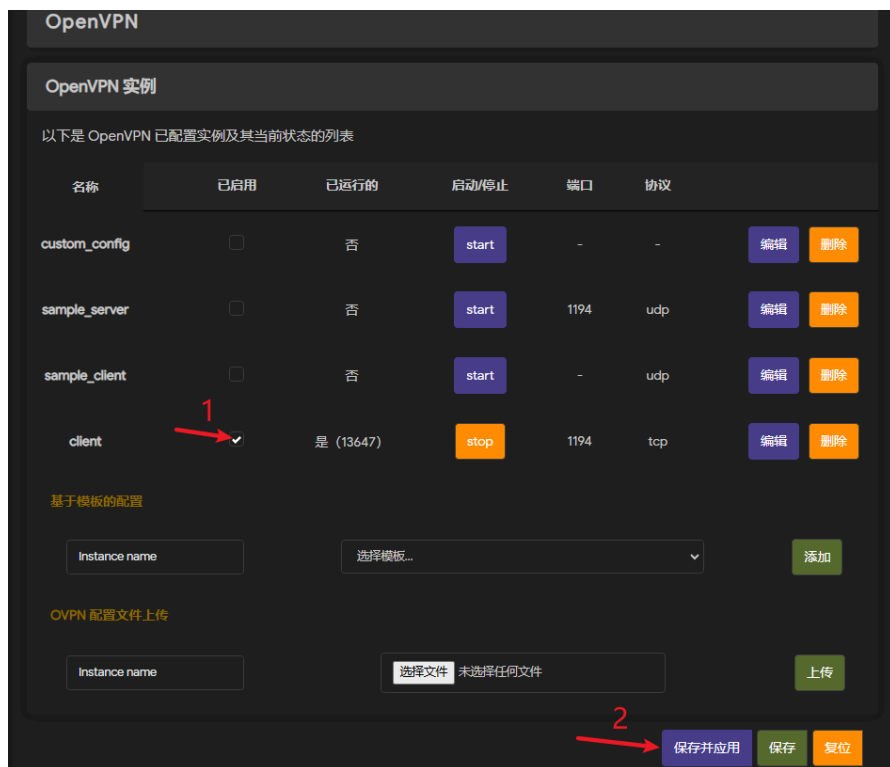 OpenVPN
OpenVPN 实例
以下是 OpenVPN 已配置实例及其当前状态的列表
名称 已启用 已运行的 启动/停止 端口 协议
custom_config 否 start - - 编辑 删除
sample_server 否 start 1194 udp 编辑 删除
sample_client 否 start - udp 编辑 删除
1
client 是 (13647) stop 1194 tcp 编辑 删除
基于模板的配置
Instance name 选择模板... 添加
OVPN 配置文件上传
Instance name 选择文件 未选择任何文件 上传
2
保存并应用 保存 复位